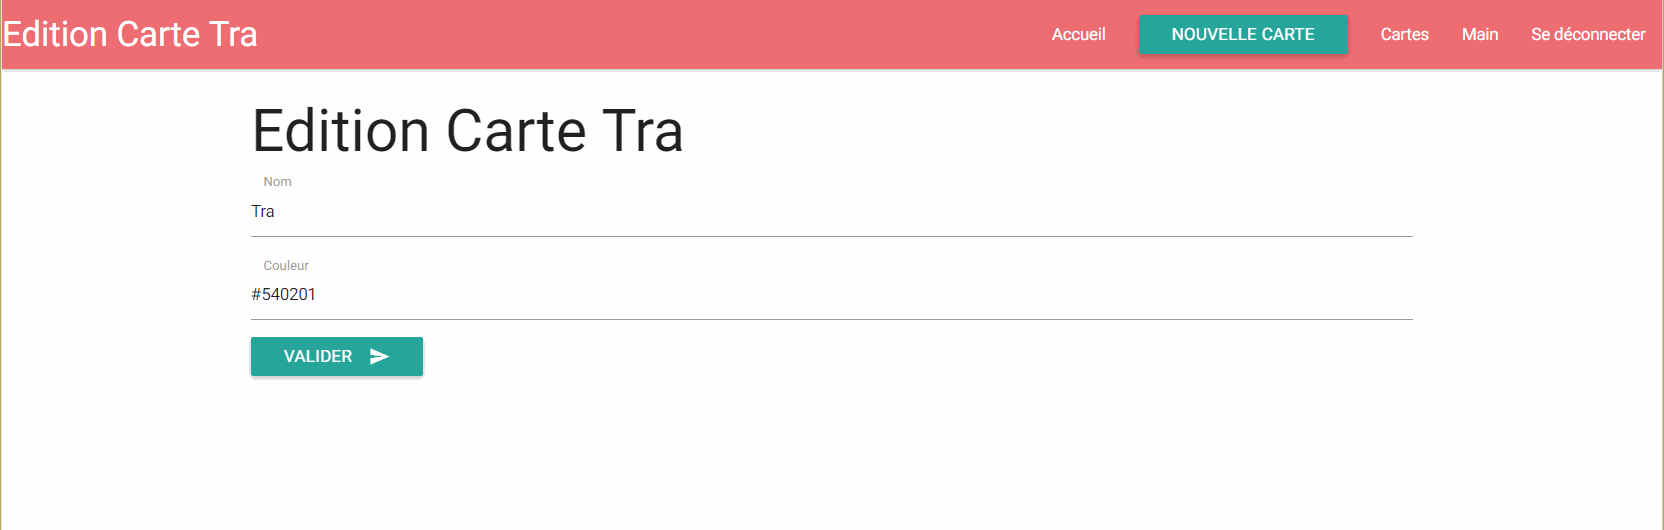 Edition Carte Tra
Accueil NOUVELLE CARTE Cartes Main Se déconnecter
Edition Carte Tra
Nom
Tra
Couleur
#540201
VALIDER